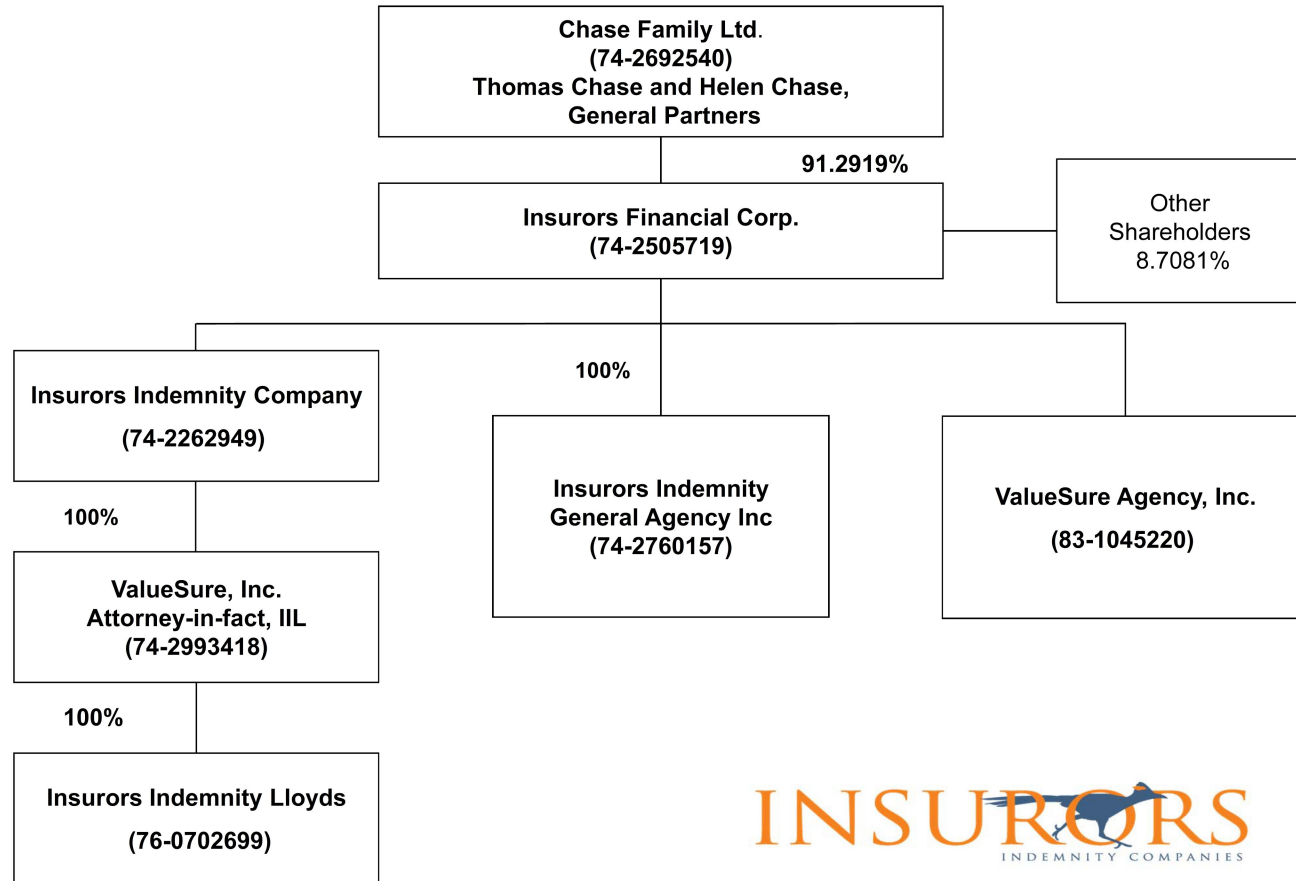 Chase Family Ltd.
(74-2692540)
Thomas Chase and Helen Chase,
General Partners
91.2919%
Insurors Financial Corp.
(74-2505719)
Other
Shareholders
8.7081%
100%
Insurors Indemnity Company
(74-2262949)
Insurors Indemnity
General Agency Inc
(74-2760157)
ValueSure Agency, Inc.
(83-1045220)
100%
ValueSure, Inc.
Attorney-in-fact, IIL
(74-2993418)
100%
Insurors Indemnity Lloyds
(76-0702699)
INSURORS
INDEMNITY COMPANIES